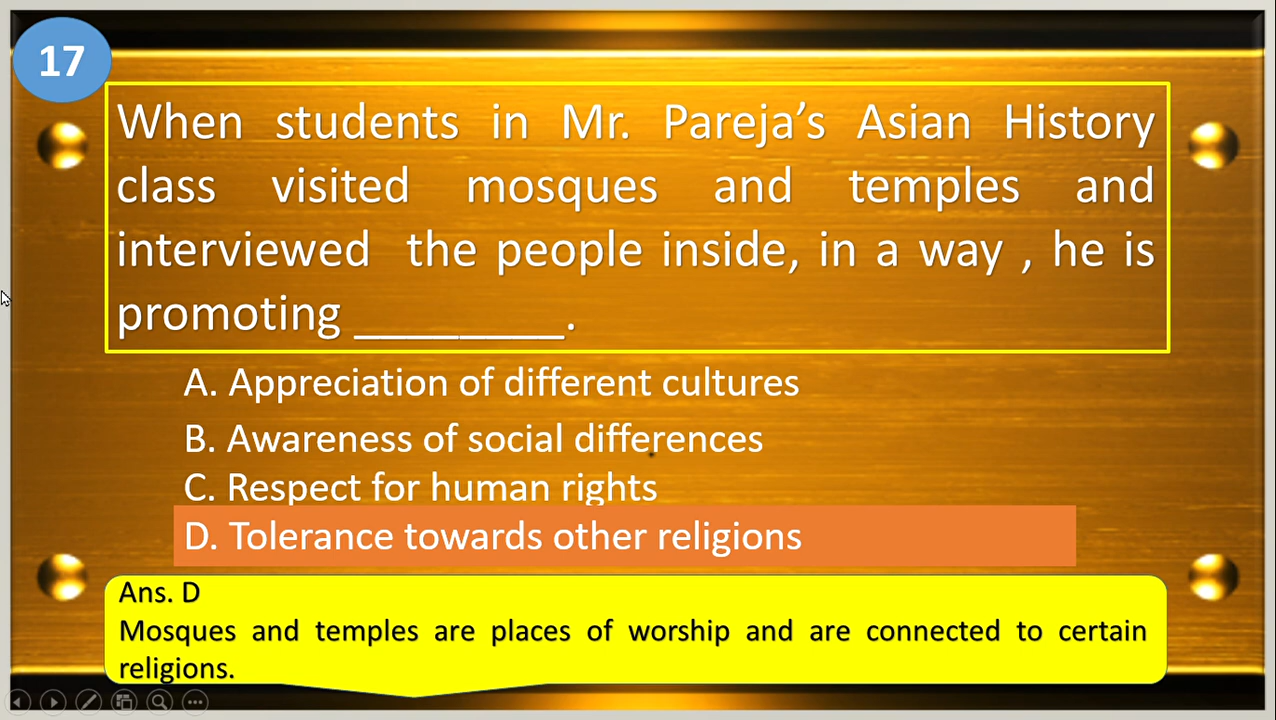 17
When students in Mr. Pareja’s Asian History
class visited mosques and temples and
interviewed the people inside, in a way , he is
promoting ________.
A. Appreciation of different cultures
B. Awareness of social differences
C. Respect for human rights
D. Tolerance towards other religions
Ans. D
Mosques and temples are places of worship and are connected to certain
religions.